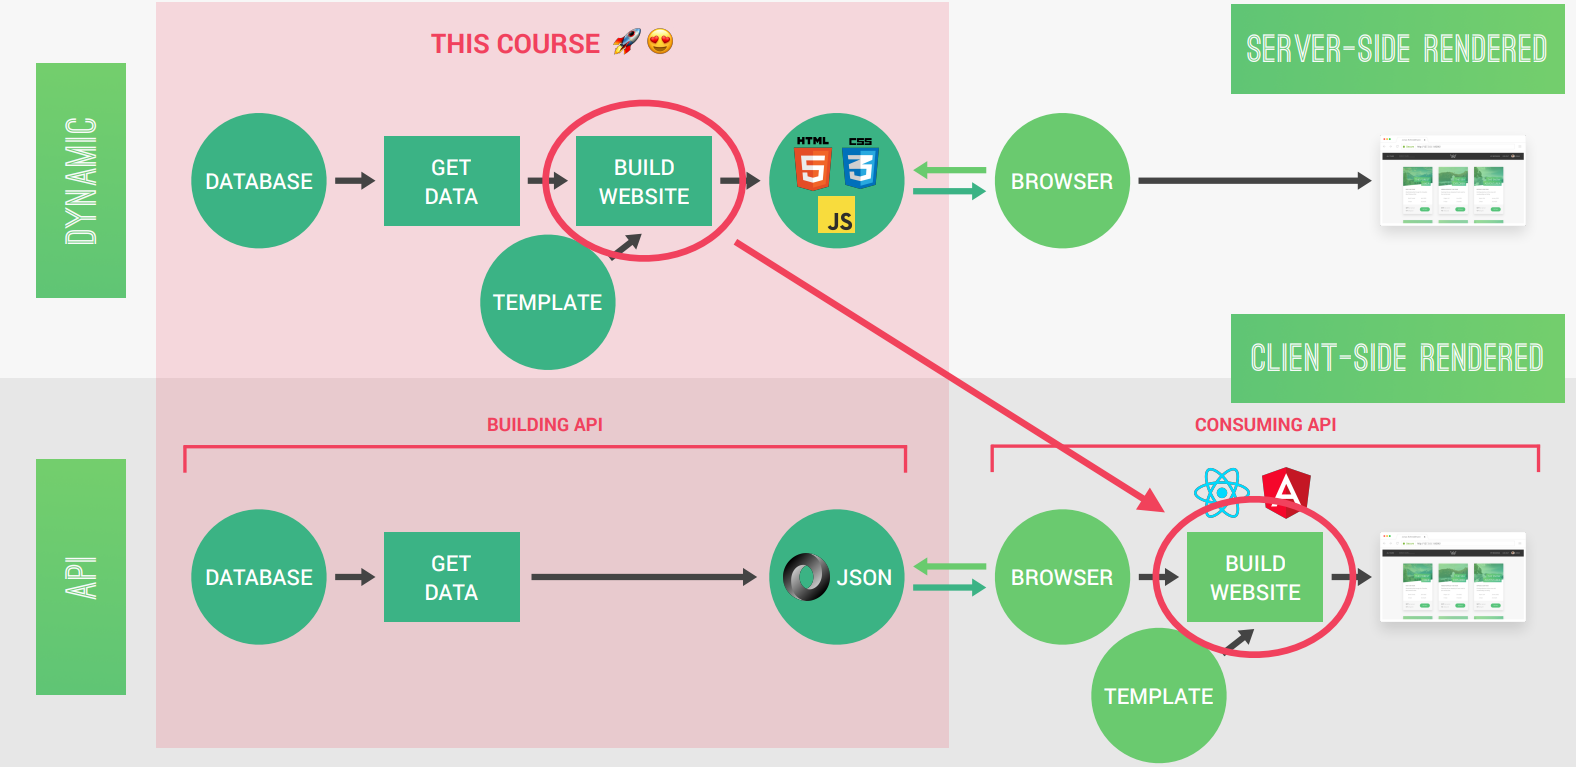 THIS COURSE 🚀😍
SERVER-SIDE RENDERED
DYNAMIC
DATABASE
GET
DATA
BUILD
WEBSITE
TEMPLATE
HTML
5
CSS
3
JS
BROWSER
CLIENT-SIDE RENDERED
BUILDING API
CONSUMING API
API
DATABASE
GET
DATA
JSON
BROWSER
A
BUILD
WEBSITE
TEMPLATE